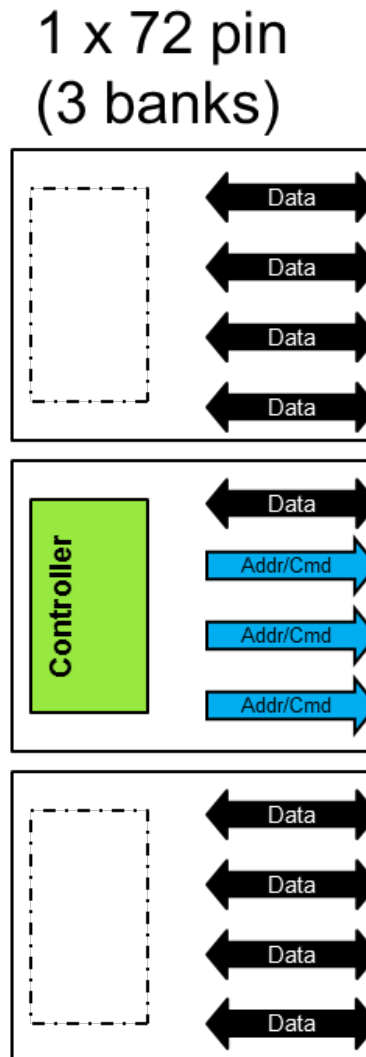 1 x 72 pin
(3 banks)
Data
Data
Data
Data
Controller
Data
Addr/Cmd
Addr/Cmd
Addr/Cmd
Data
Data
Data
Data